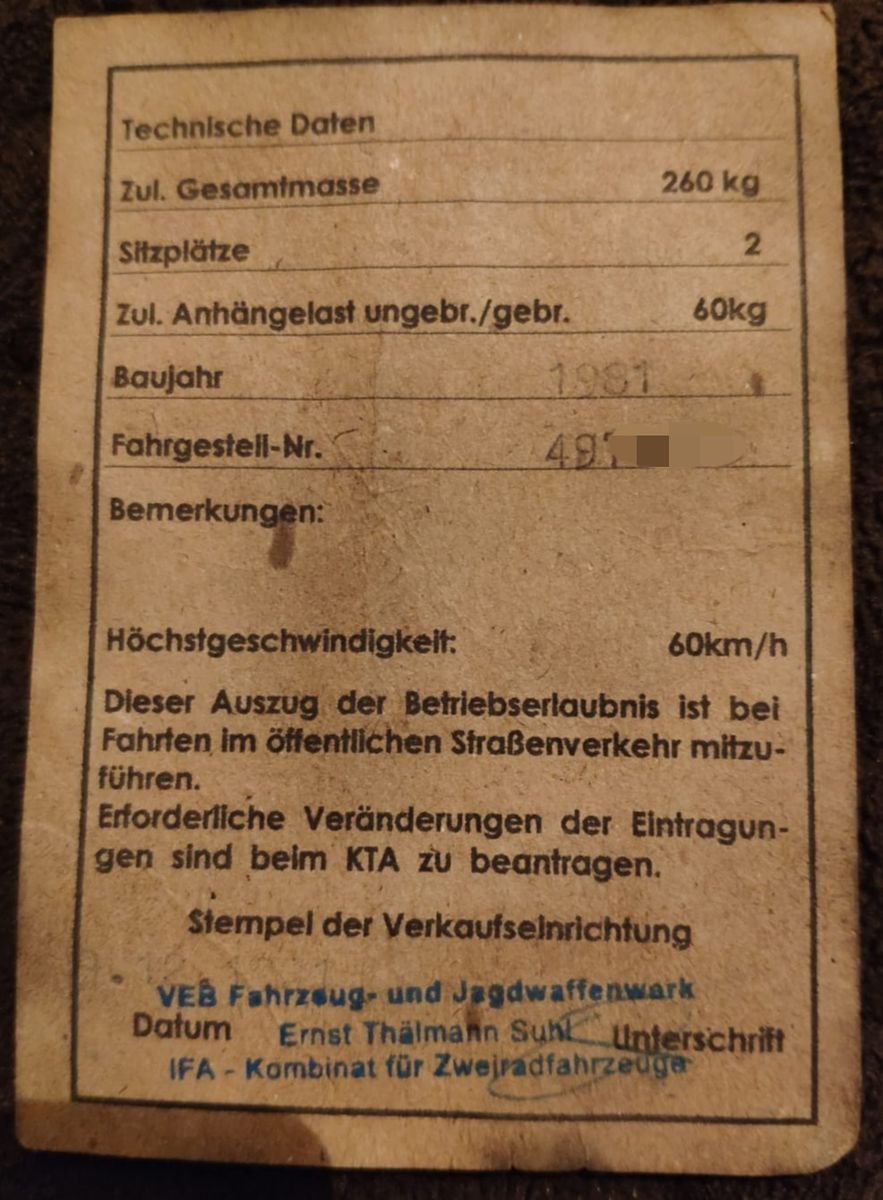 Technische Daten
Zul. Gesamtmasse 260 kg
Sitzplätze 2
Zul. Anhängelast ungebr./gebr. 60kg
Baujahr 1981
Fahrgestell-Nr. 49
Bemerkungen:
Höchstgeschwindigkeit: 60km/h
Dieser Auszug der Betriebserlaubnis ist bei
Fahrten im öffentlichen Straßenverkehr mitzu-
führen.
Erforderliche Veränderungen der Eintragun-
gen sind beim KTA zu beantragen.
Stempel der Verkaufseinrichtung
VEB Fahrzeug- und Jagdwaffenwerk
Datum Ernst Thälmann Suhl Unterschrift
IFA - Kombinat für Zweiradfahrzeuge